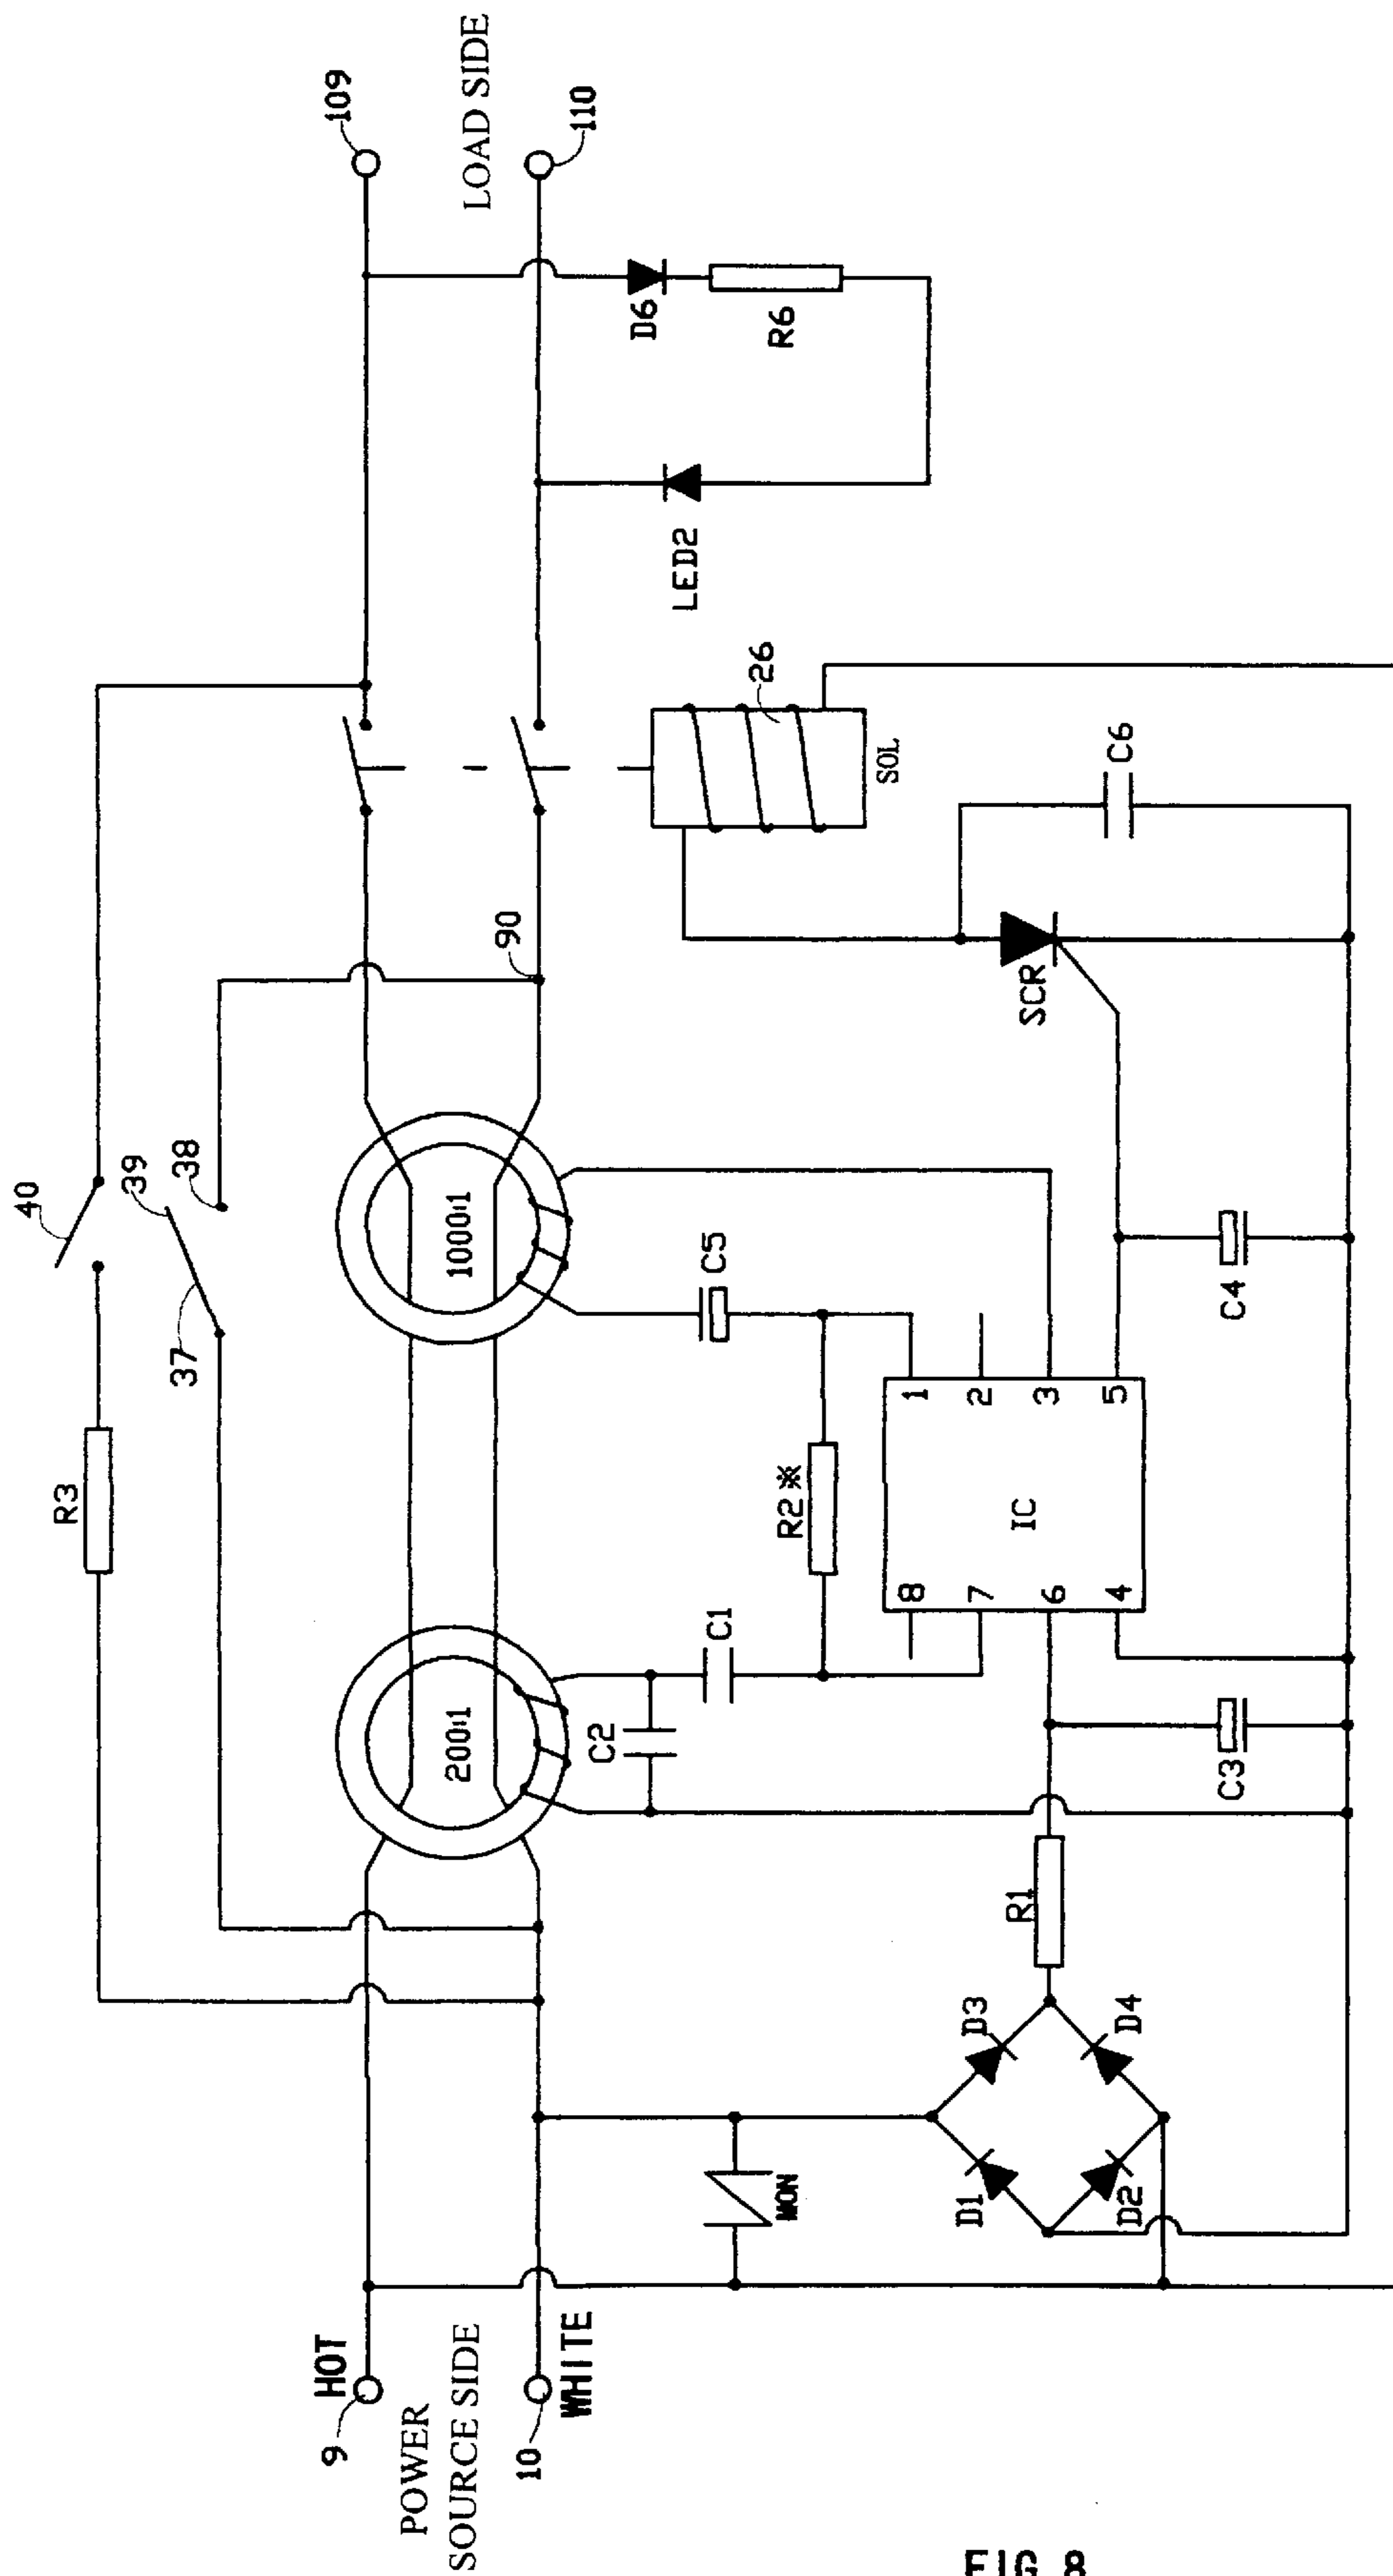 40
39
38
37
R3
109
LOAD SIDE
110
D6
R6
LED2
90
26
SOL
C6
SCR
1000:1
200:1
C5
C4
R2※
C1
C2
IC
1
2
3
5
8
7
6
4
C3
R1
D3
D4
D1
D2
MOV
HOT
9
POWER
SOURCE SIDE
10
WHITE
FIG. 8